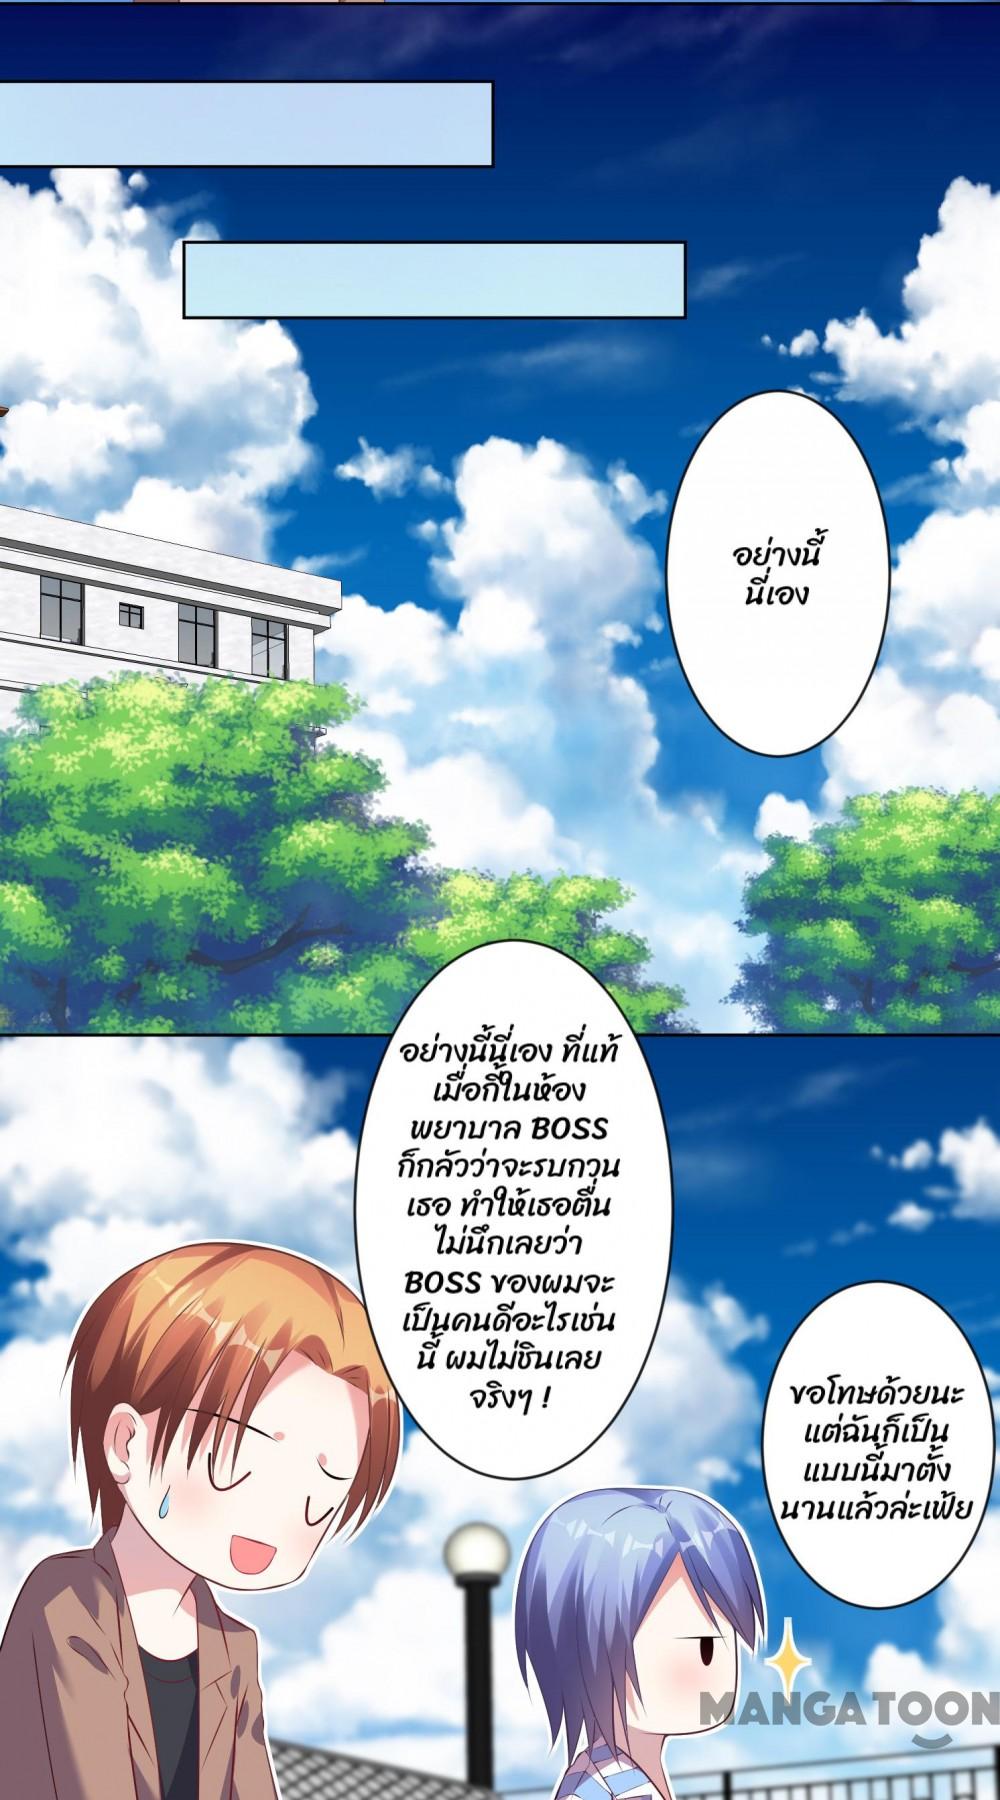 อย่างนี้
นี่เอง
อย่างนี้นี่เอง ที่แท้
เมื่อกี้ในห้อง
พยาบาล BOSS
ก็กลัวว่าจะรบกวน
เธอ ทำให้เธอตื่น
ไม่นึกเลยว่า
BOSS ของผมจะ
เป็นคนดีอะไรเช่น
นี้ ผมไม่ชินเลย
จริงๆ !
ขอโทษด้วยนะ
แต่ฉันก็เป็น
แบบนี้มาตั้ง
นานแล้วล่ะเฟ้ย
MANGATOON